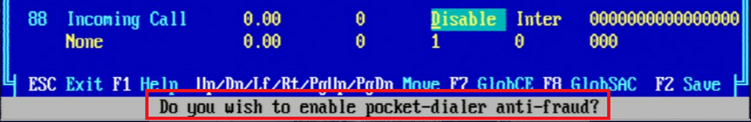 88 Incoming Call 0.00 0 Disable Inter 0000000000000000
None 0.00 0 1 0 000
ESC Exit F1 Help Up/Dn/Lf/Rt/PgUp/PgDn Move F7 GlobCE F8 GlobSAC F2 Save
Do you wish to enable pocket-dialer anti-fraud?